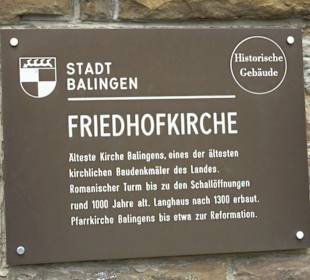 STADT
BALINGEN
Historische
Gebäude
FRIEDHOFKIRCHE
Älteste Kirche Balingens, eines der ältesten
kirchlichen Baudenkmäler des Landes.
Romanischer Turm bis zu den Schallöffnungen
rund 1000 Jahre alt. Langhaus nach 1300 erbaut.
Pfarrkirche Balingens bis etwa zur Reformation.